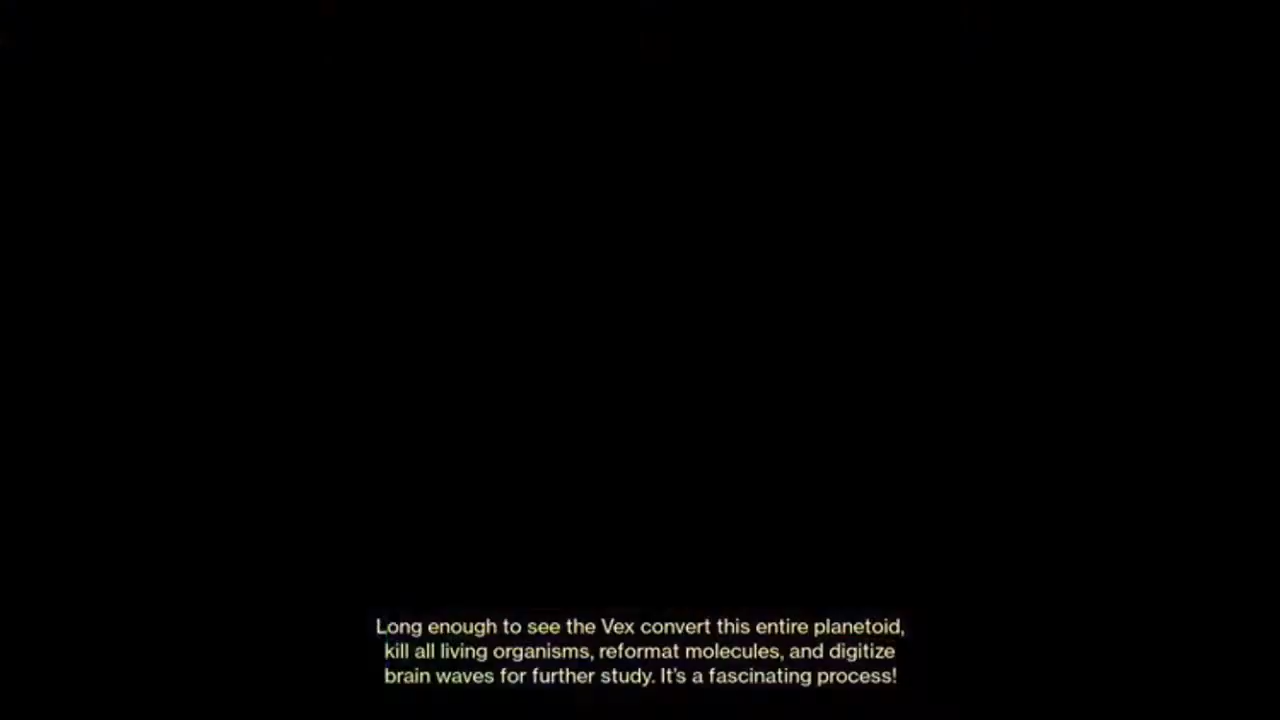 Long enough to see the Vex convert this entire planetoid,
kill all living organisms, reformat molecules, and digitize
brain waves for further study. It's a fascinating process!